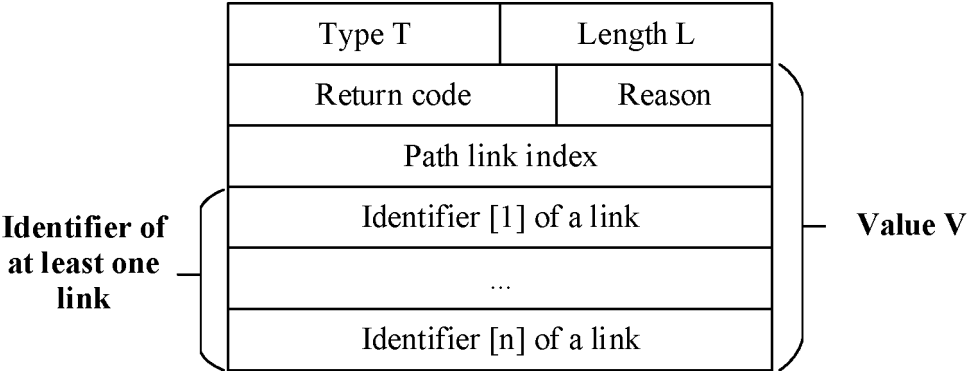 Type T
Length L
Return code
Reason
Path link index
Identifier [1] of a link
...
Identifier [n] of a link
Identifier of
at least one
link
Value V